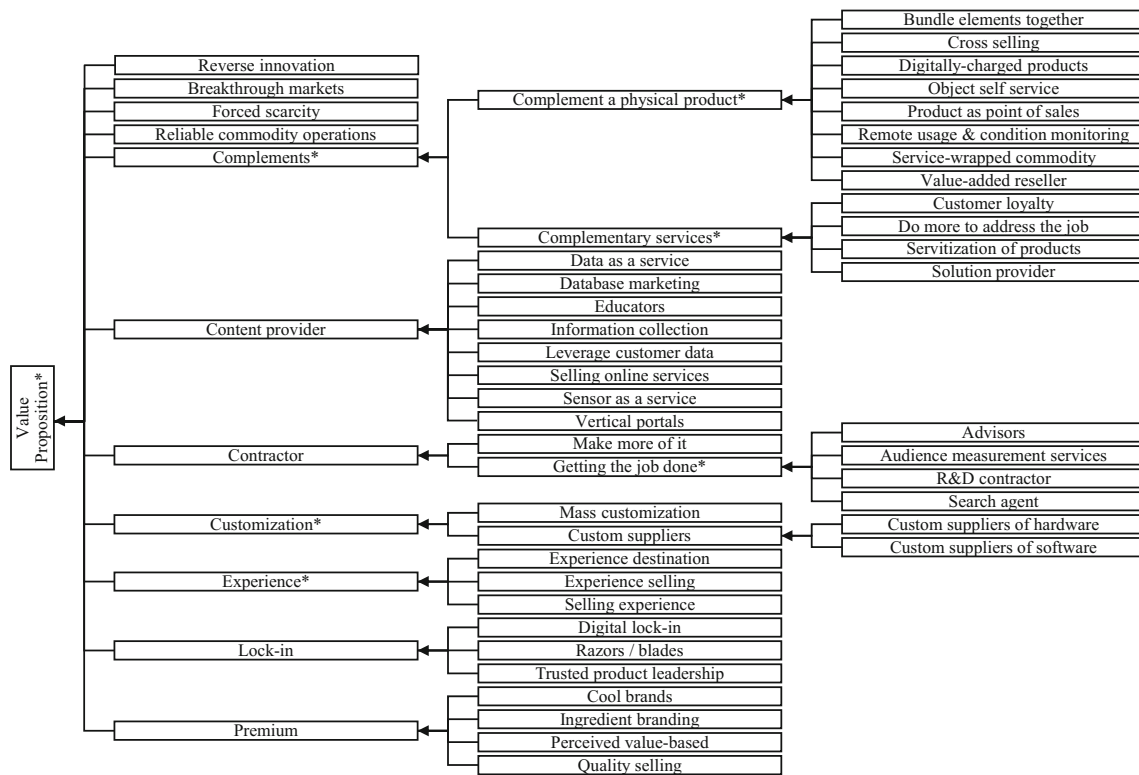 Value
Proposition*
Reverse innovation
Breakthrough markets
Forced scarcity
Reliable commodity operations
Complements*
Complement a physical product*
Bundle elements together
Cross selling
Digitally-charged products
Object self service
Product as point of sales
Remote usage & condition monitoring
Service-wrapped commodity
Value-added reseller
Complementary services*
Customer loyalty
Do more to address the job
Servitization of products
Solution provider
Content provider
Data as a service
Database marketing
Educators
Information collection
Leverage customer data
Selling online services
Sensor as a service
Vertical portals
Contractor
Make more of it
Getting the job done*
Advisors
Audience measurement services
R&D contractor
Search agent
Customization*
Mass customization
Custom suppliers
Custom suppliers of hardware
Custom suppliers of software
Experience*
Experience destination
Experience selling
Selling experience
Lock-in
Digital lock-in
Razors / blades
Trusted product leadership
Premium
Cool brands
Ingredient branding
Perceived value-based
Quality selling